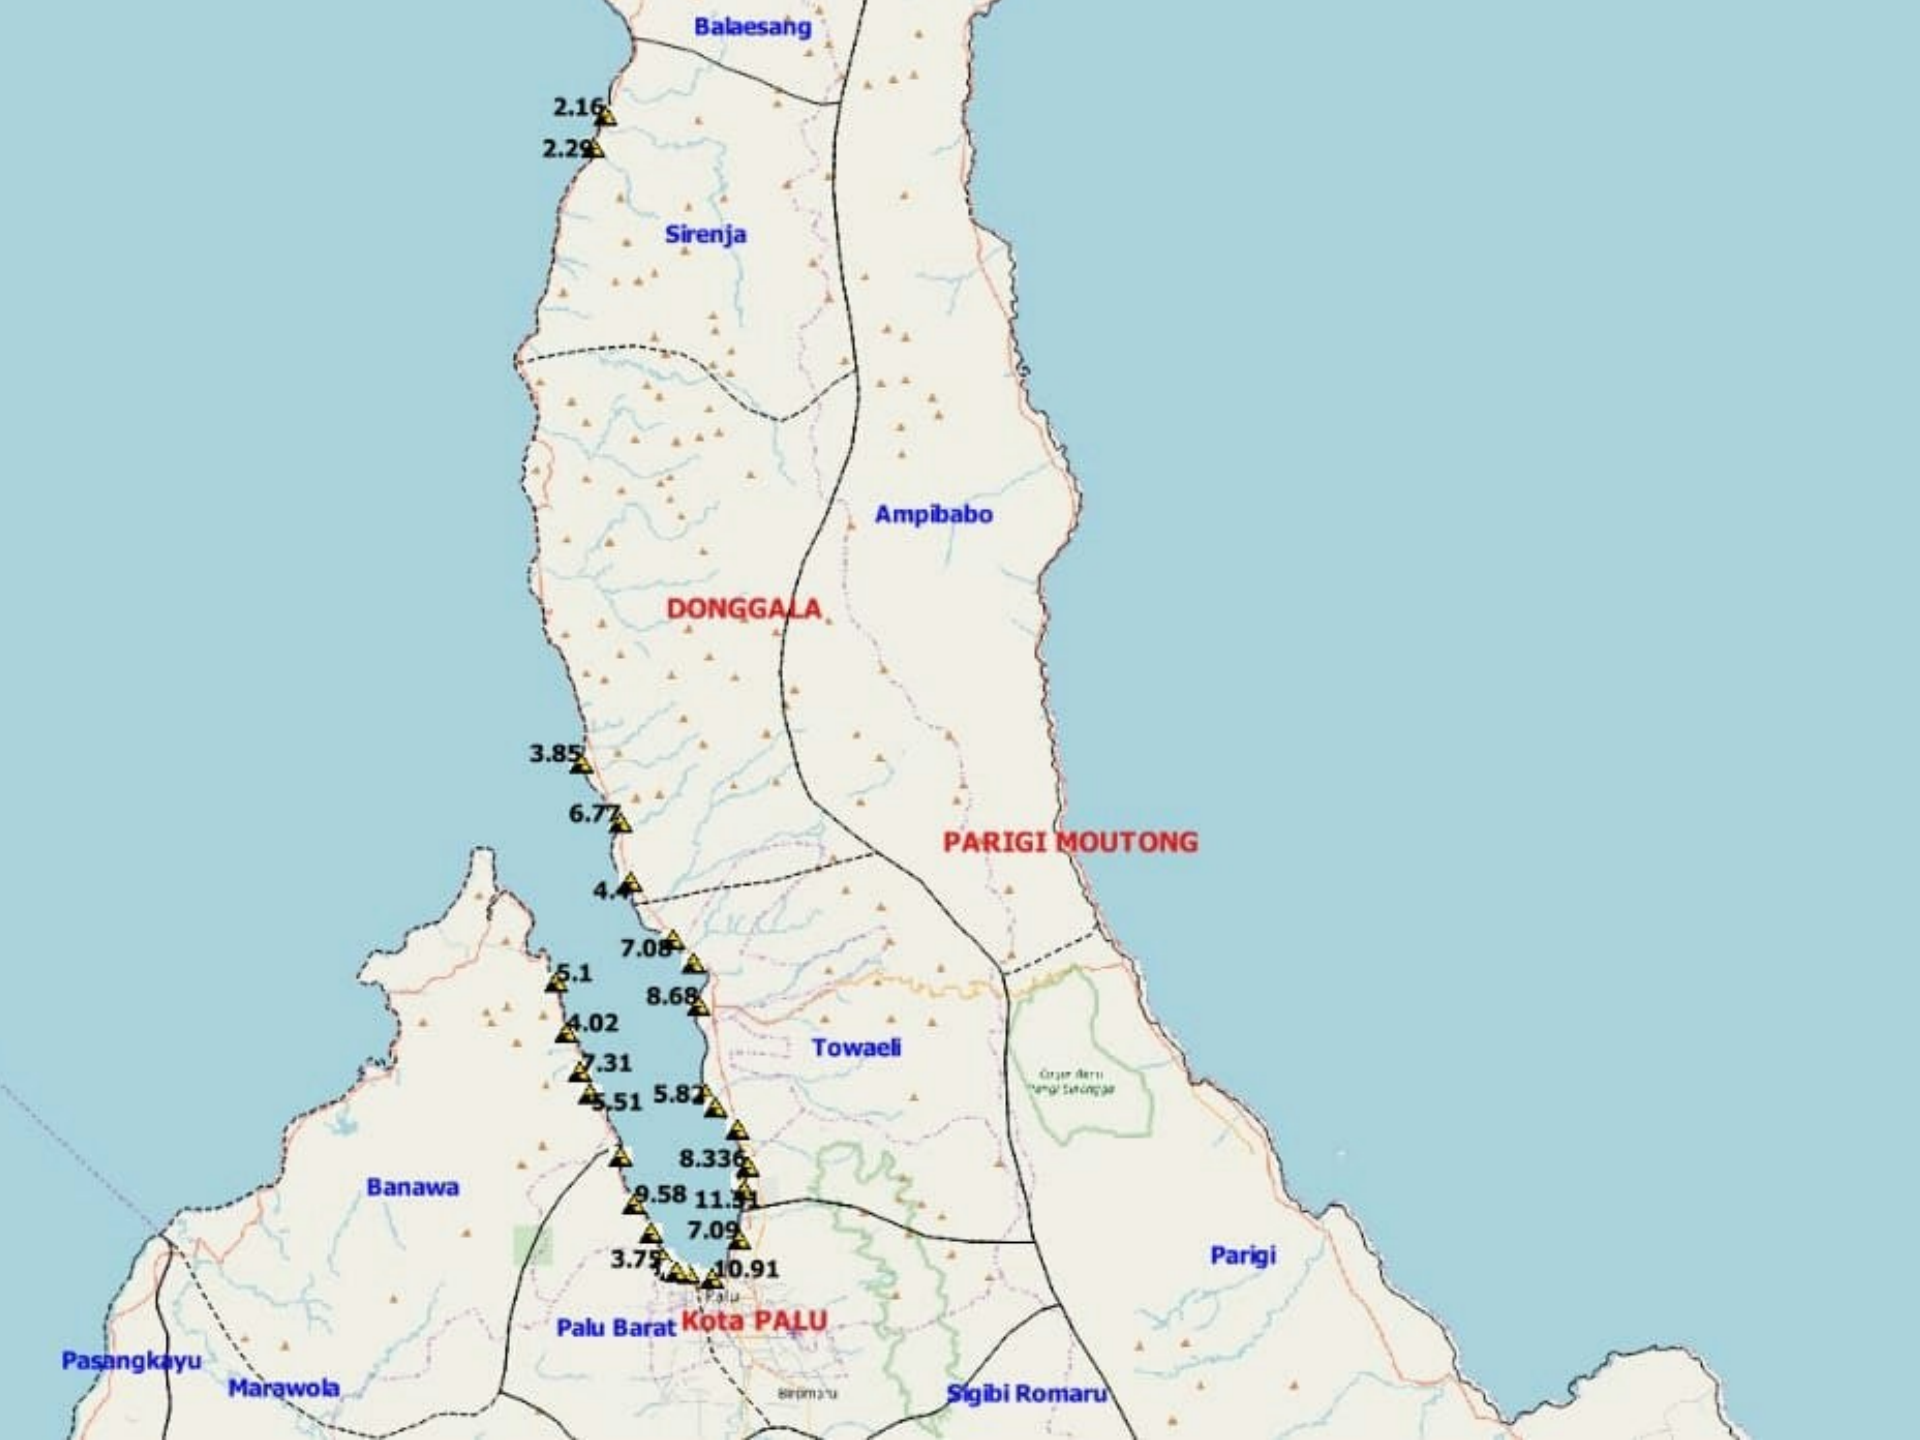 Balaesang
2.16
2.29
Sirenja
Ampibabo
DONGGALA
3.85
6.77
PARIGI MOUTONG
4.4
7.08
5.1
8.68
4.02
Towaeli
7.31
5.82
5.51
8.336
Banawa
9.58
11.31
7.09
Parigi
3.75
10.91
Palu
Kota PALU
Palu Barat
Pasangkayu
Marawola
Biromaru
Sigibi Romaru